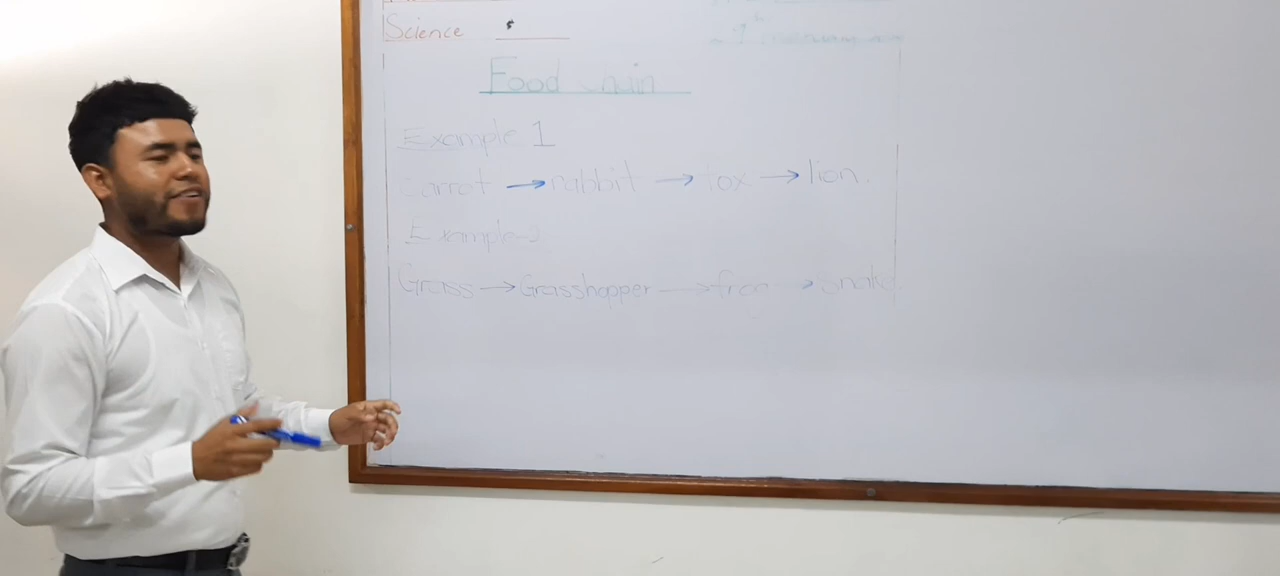 Science
Food chain
Example 1
Carrot → rabbit → fox → lion.
Example-2
Grass → Grasshopper → frog → snake.